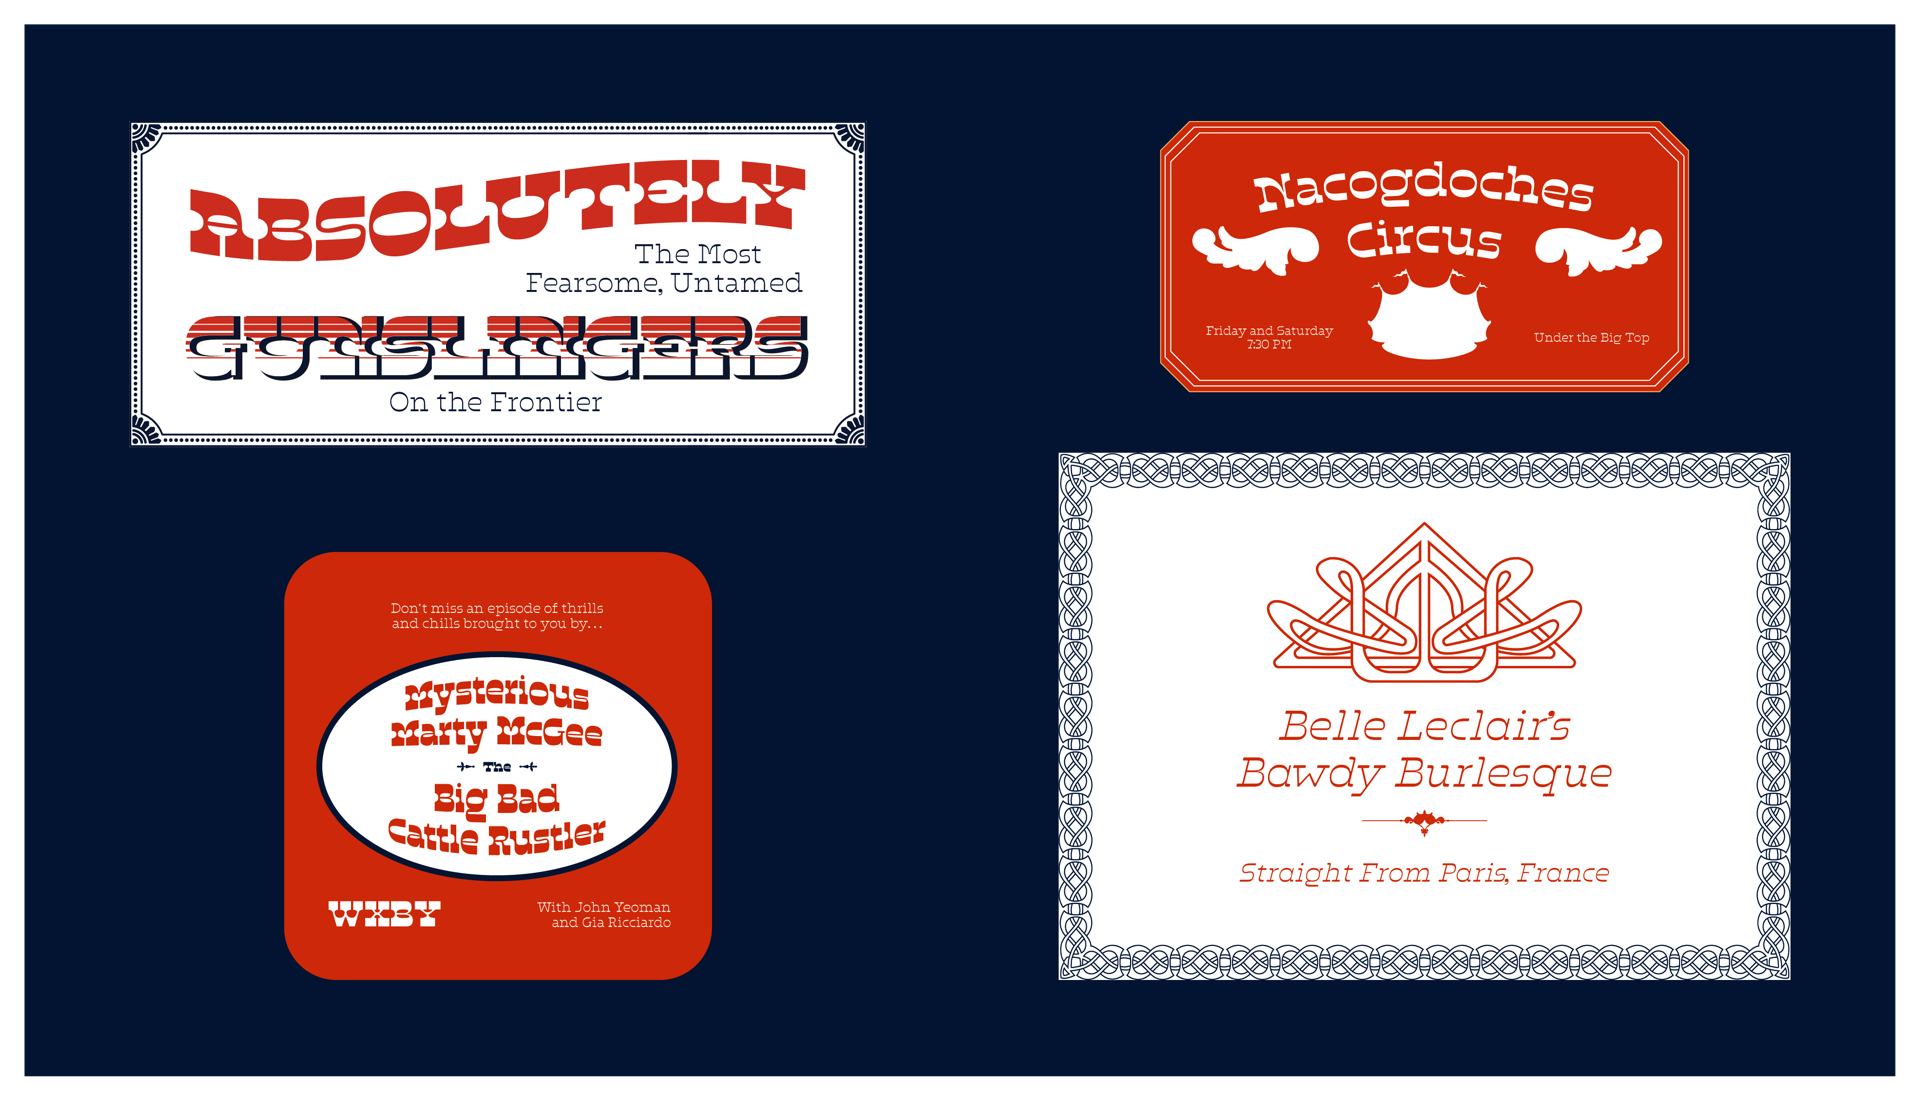 ABSOLUTELY
The Most
Fearsome, Untamed
GUNSLINGERS
On the Frontier
Nacogdoches
Circus
Friday and Saturday
7:30 PM
Under the Big Top
Don't miss an episode of thrills
and chills brought to you by...
Mysterious
Marty McGee
The
Big Bad
Cattle Rustler
WXBY
With John Yeoman
and Gia Ricciardo
Belle Leclair's
Bawdy Burlesque
Straight From Paris, France